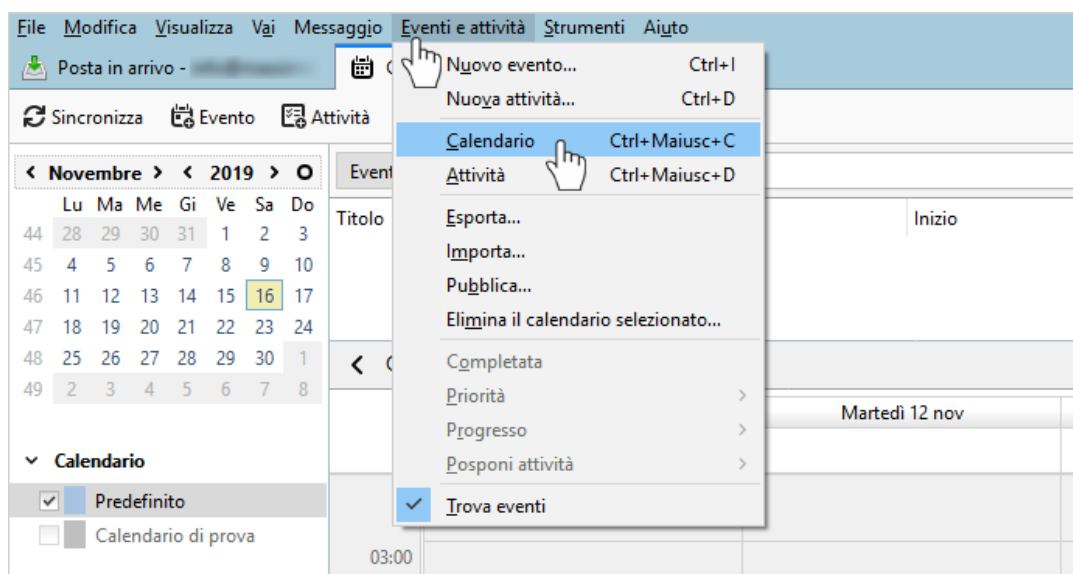 File Modifica Visualizza Vai Messaggio Eventi e attività Strumenti Aiuto
Posta in arrivo -
Sincronizza Evento Attività
Nuovo evento... Ctrl+I
Nuova attività... Ctrl+D
Calendario Ctrl+Maiusc+C
Attività Ctrl+Maiusc+D
Esporta...
Importa...
Pubblica...
Elimina il calendario selezionato...
Completata
Priorità
Progresso
Posponi attività
Trova eventi
Novembre 2019
Lu Ma Me Gi Ve Sa Do
44 28 29 30 31 1 2 3
45 4 5 6 7 8 9 10
46 11 12 13 14 15 16 17
47 18 19 20 21 22 23 24
48 25 26 27 28 29 30 1
49 2 3 4 5 6 7 8
Calendario
Predefinito
Calendario di prova
Titolo Inizio
Martedì 12 nov
03:00